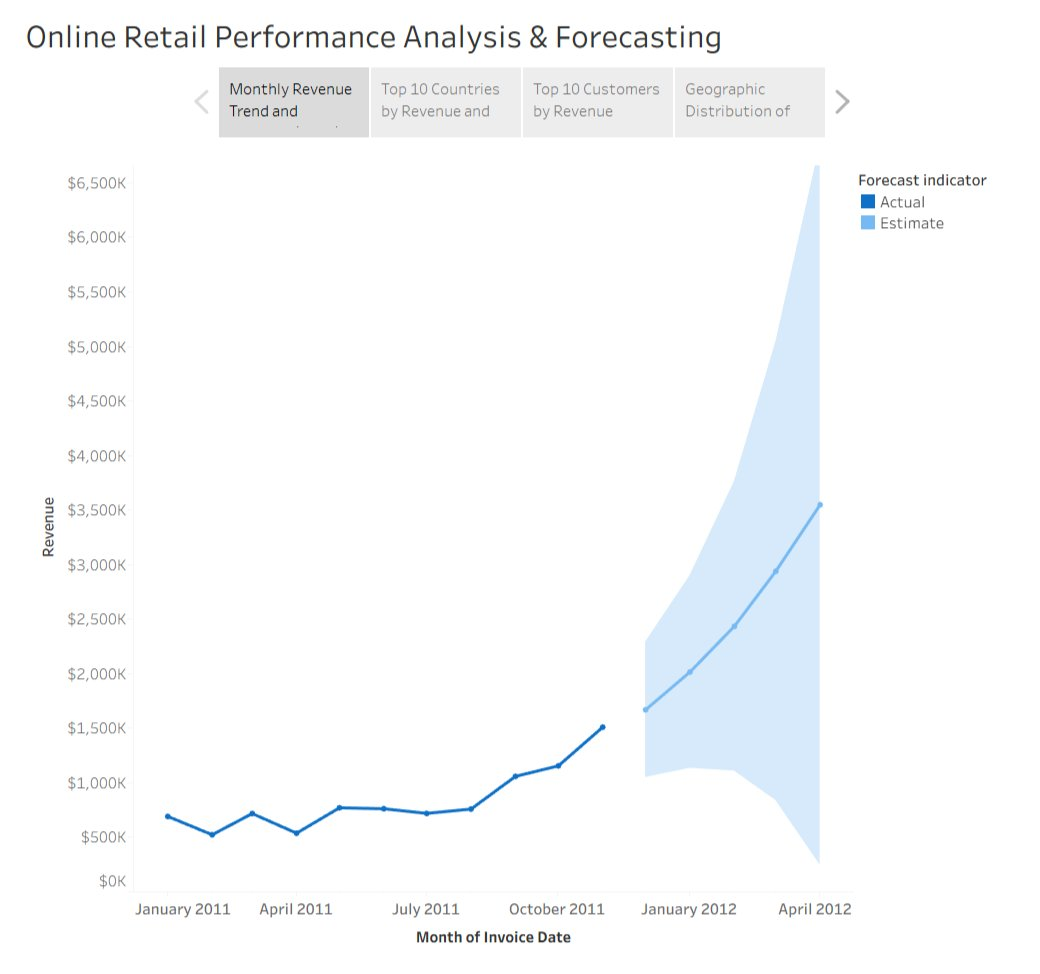 Online Retail Performance Analysis & Forecasting
Monthly Revenue
Trend and
Top 10 Countries
by Revenue and
Top 10 Customers
by Revenue
Geographic
Distribution of
Forecast indicator
Actual
Estimate
$6,500K
$6,000K
$5,500K
$5,000K
$4,500K
$4,000K
$3,500K
$3,000K
$2,500K
$2,000K
$1,500K
$1,000K
$500K
$0K
Revenue
January 2011
April 2011
July 2011
October 2011
January 2012
April 2012
Month of Invoice Date